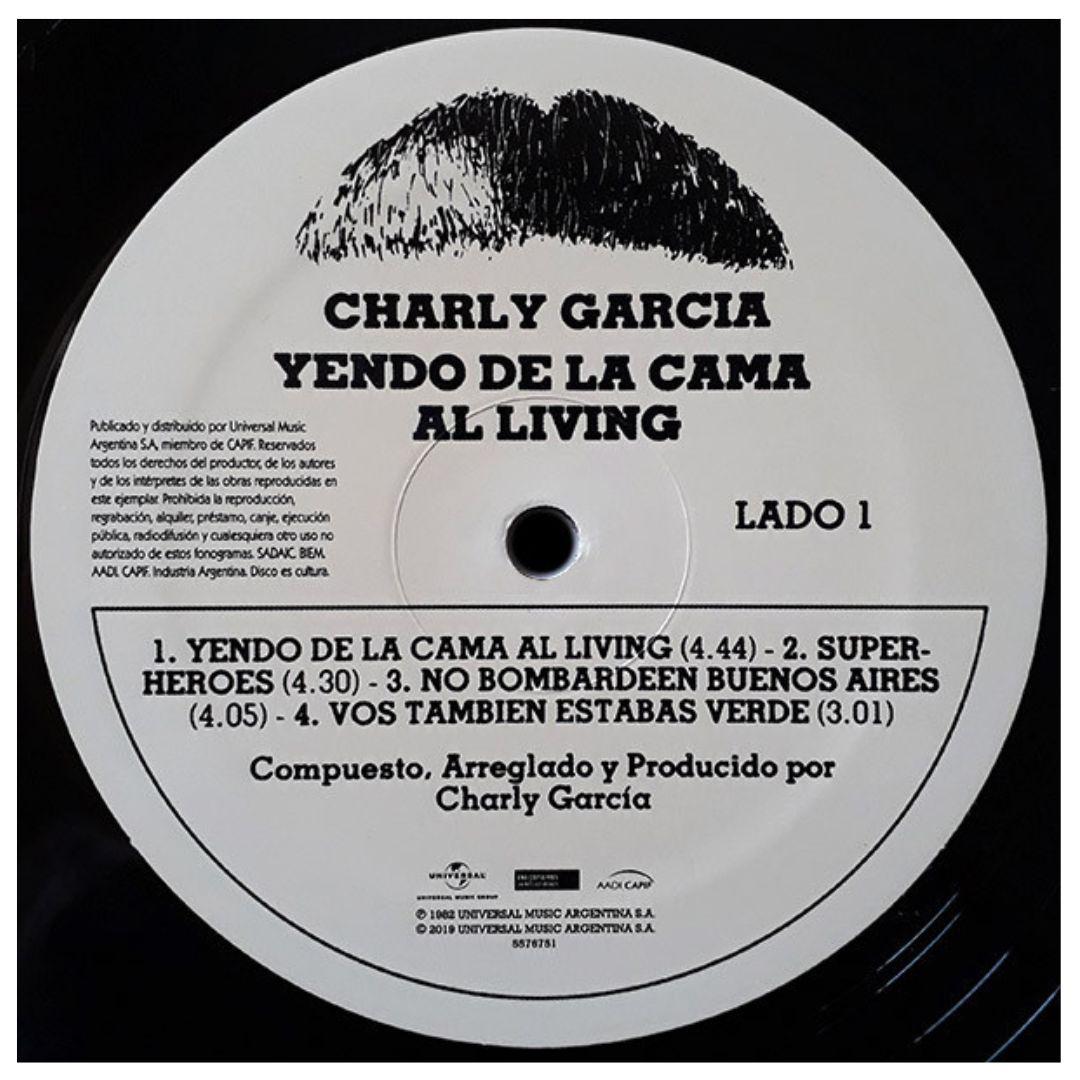 CHARLY GARCIA
YENDO DE LA CAMA
AL LIVING
Publicado y distribuido por Universal Music
Argentina S.A, miembro de CAPIF. Reservados
todos los derechos del productor, de los autores
y de los intérpretes de las obras reproducidas en
este ejemplar. Prohibida la reproducción,
regrabación, alquiler, préstamo, canje, ejecución
pública, radiodifusión y cualesquiera otro uso no
autorizado de estos fonogramas. SADAIC. BIEM.
AADI. CAPIF. Industria Argentina. Disco es cultura.
LADO 1
1. YENDO DE LA CAMA AL LIVING (4.44) - 2. SUPER-
HEROES (4.30) - 3. NO BOMBARDEEN BUENOS AIRES
(4.05) - 4. VOS TAMBIEN ESTABAS VERDE (3.01)
Compuesto, Arreglado y Producido por
Charly García
UNIVERSAL
UNIVERSAL MUSIC GROUP
AADI CAPIF
℗ 1982 UNIVERSAL MUSIC ARGENTINA S.A.
© 2019 UNIVERSAL MUSIC ARGENTINA S.A.
5576751